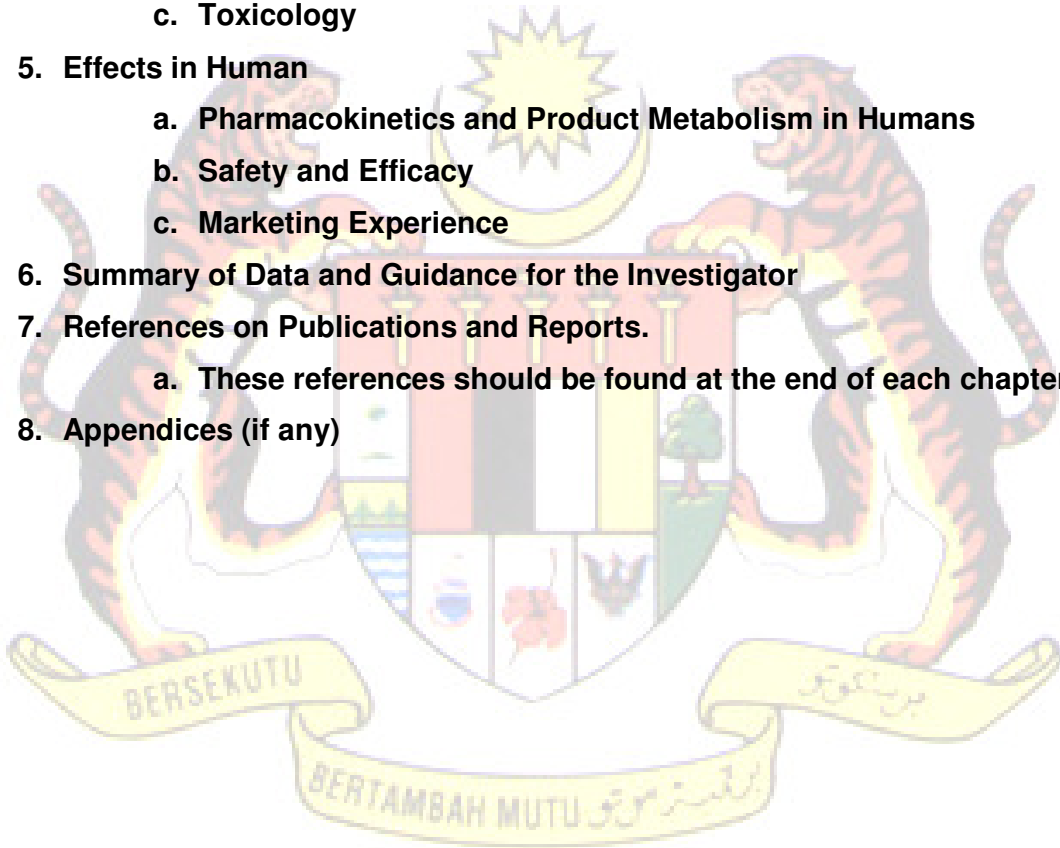 c. Toxicology
5. Effects in Human
a. Pharmacokinetics and Product Metabolism in Humans
b. Safety and Efficacy
c. Marketing Experience
6. Summary of Data and Guidance for the Investigator
7. References on Publications and Reports.
a. These references should be found at the end of each chapter
8. Appendices (if any)
BERSEKUTU
BERTAMBAH MUTU